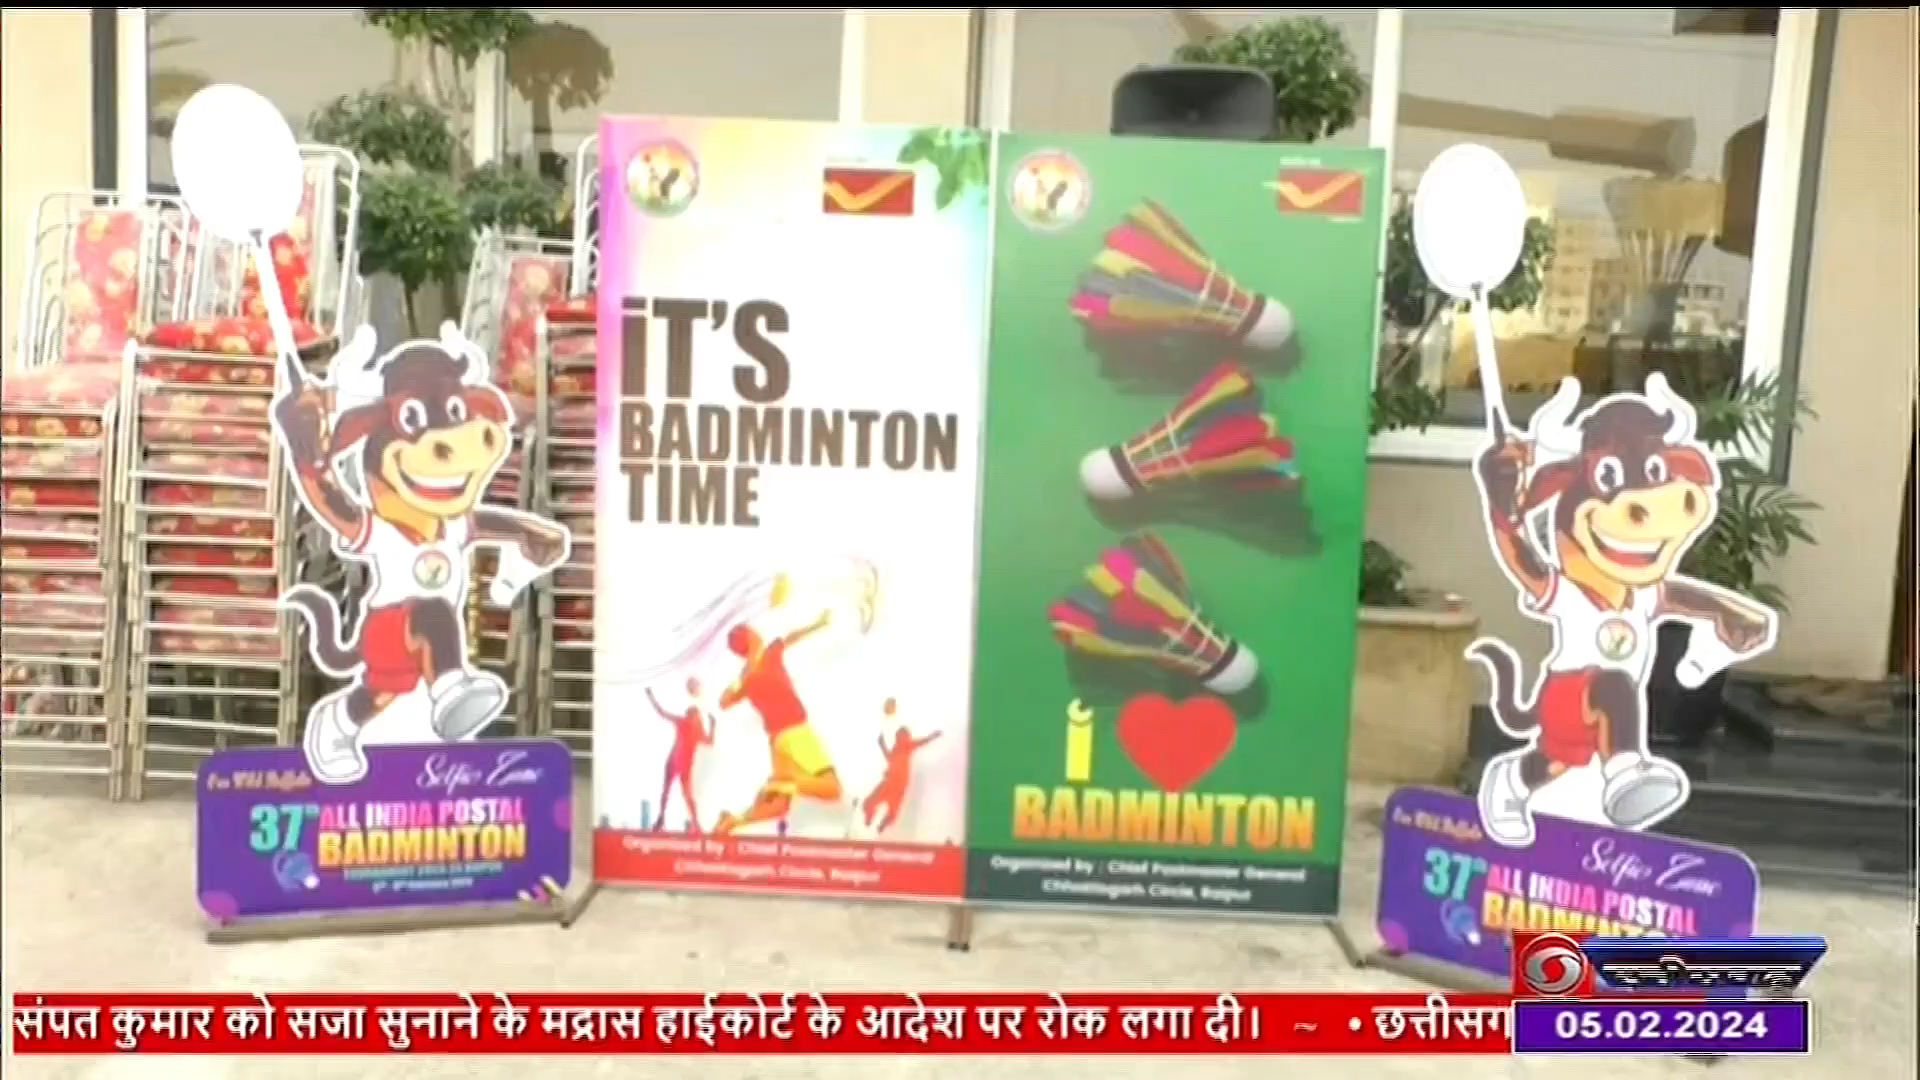 iT'S
BADMINTON
TIME
Organised by : Chief Postmaster General
Chhattisgarh Circle, Raipur
i
BADMINTON
Organised by : Chief Postmaster General
Chhattisgarh Circle, Raipur
Selfie Zone
37th ALL INDIA POSTAL
BADMINTON
Selfie Zone
37th ALL INDIA POSTAL
BADMINTON
संपत कुमार को सजा सुनाने के मद्रास हाईकोर्ट के आदेश पर रोक लगा दी। ~ • छत्तीसग
05.02.2024